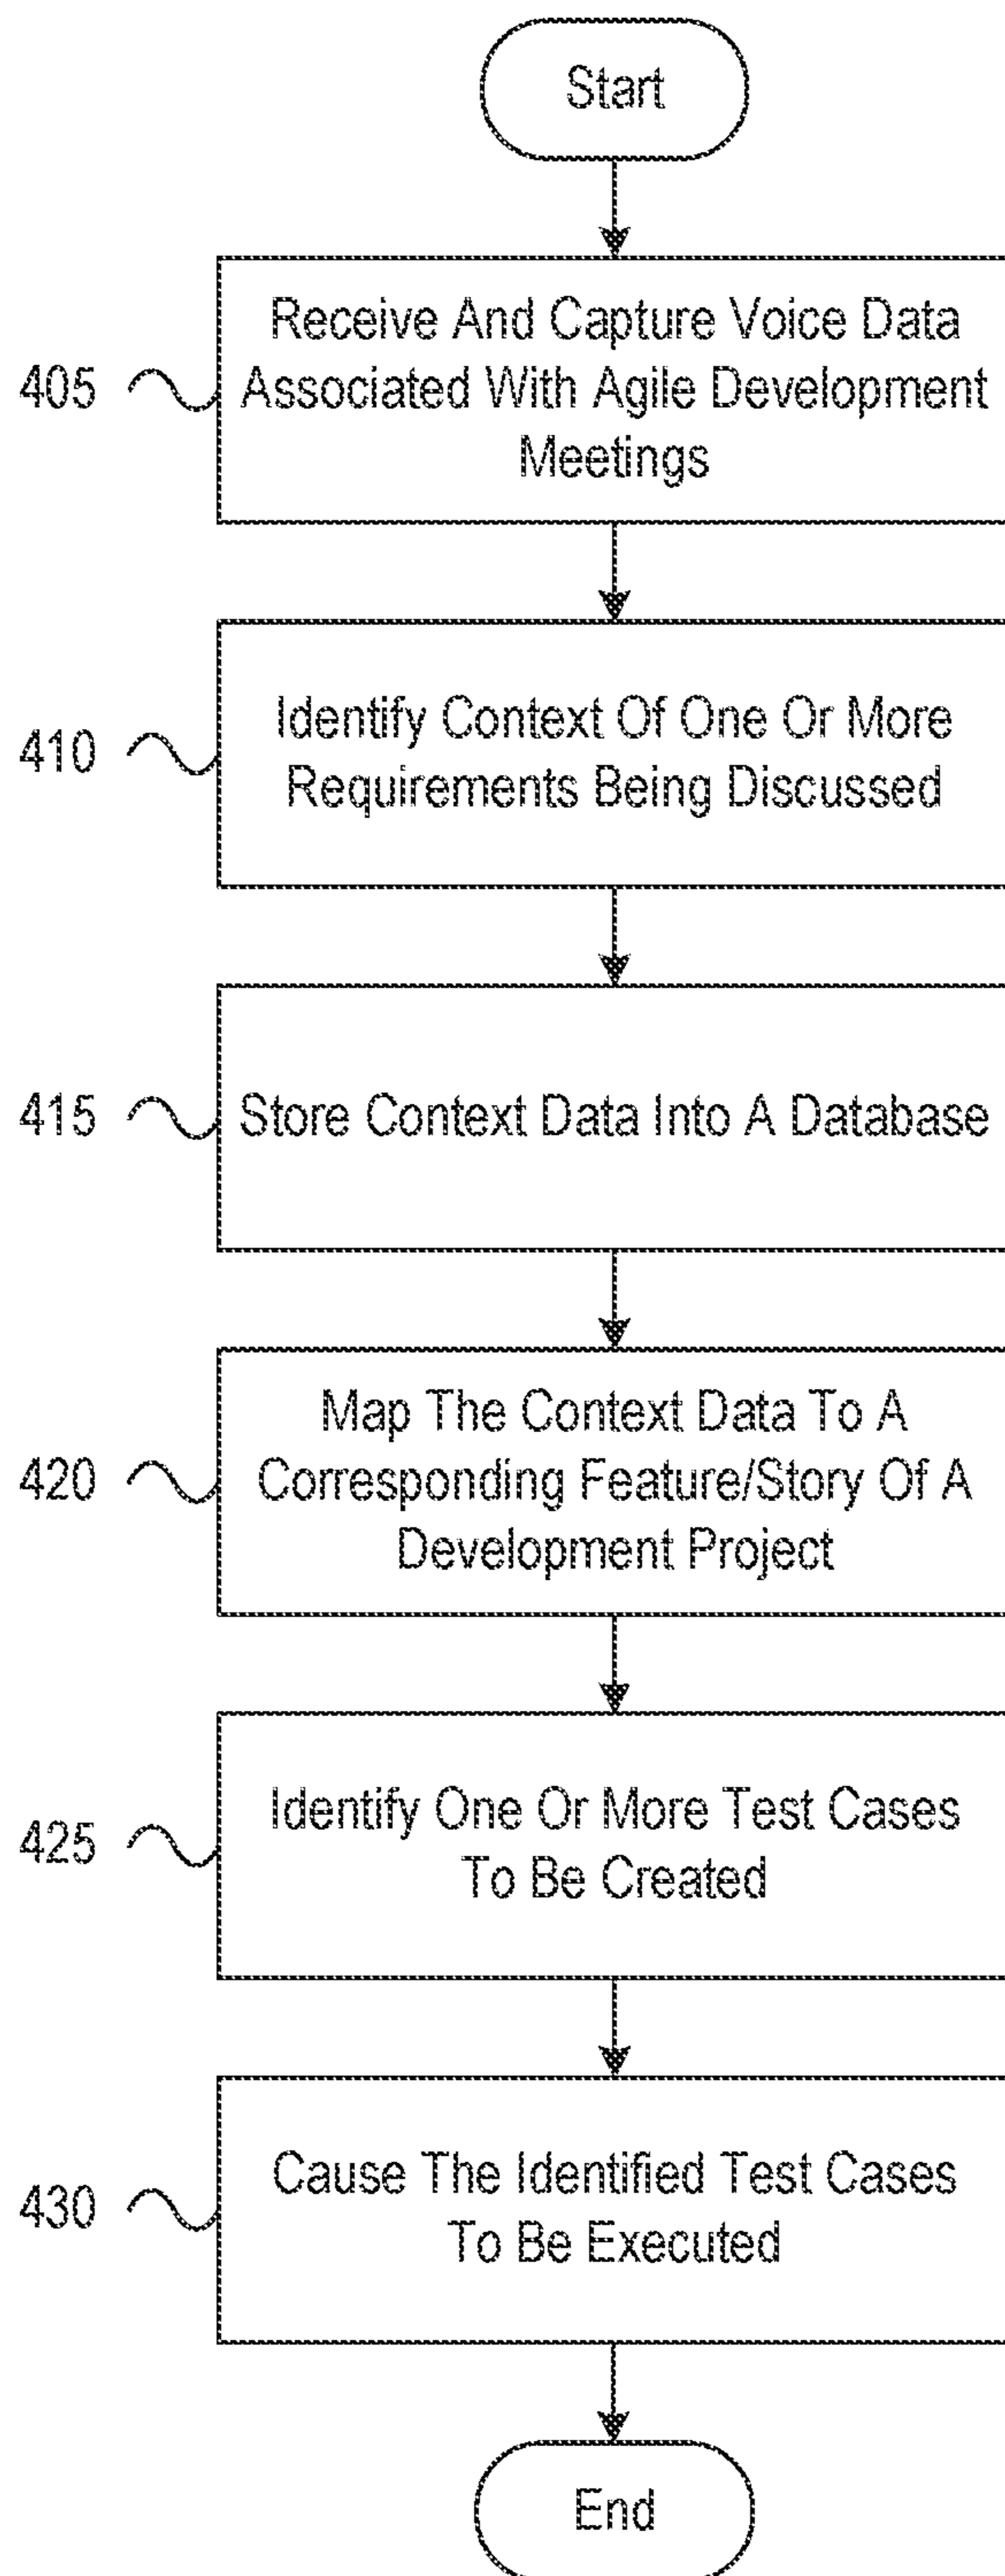 Start
405
Receive And Capture Voice Data
Associated With Agile Development
Meetings
410
Identify Context Of One Or More
Requirements Being Discussed
415
Store Context Data Into A Database
420
Map The Context Data To A
Corresponding Feature/Story Of A
Development Project
425
Identify One Or More Test Cases
To Be Created
430
Cause The Identified Test Cases
To Be Executed
End